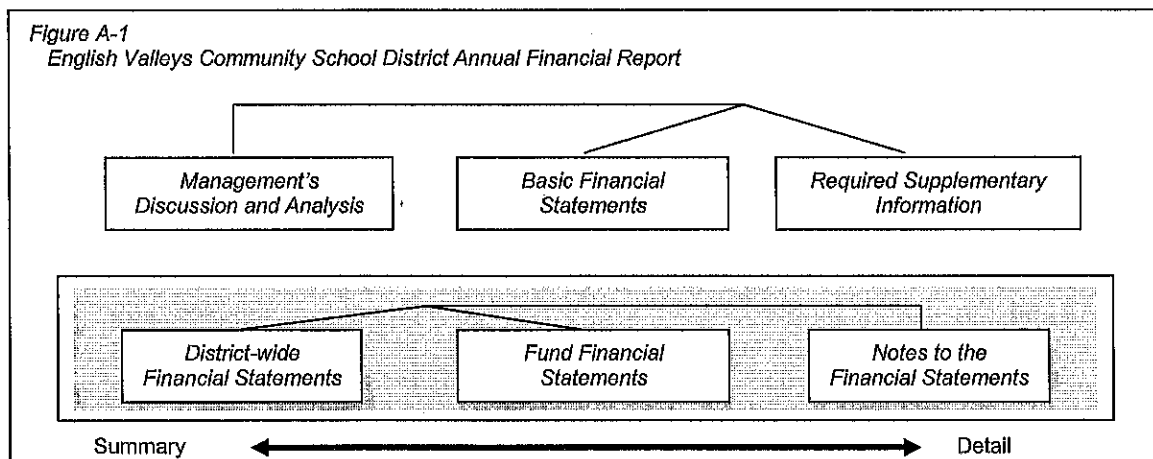 Figure A-1
English Valleys Community School District Annual Financial Report
Management's
Discussion and Analysis
Basic Financial
Statements
Required Supplementary
Information
District-wide
Financial Statements
Fund Financial
Statements
Notes to the
Financial Statements
Summary
Detail